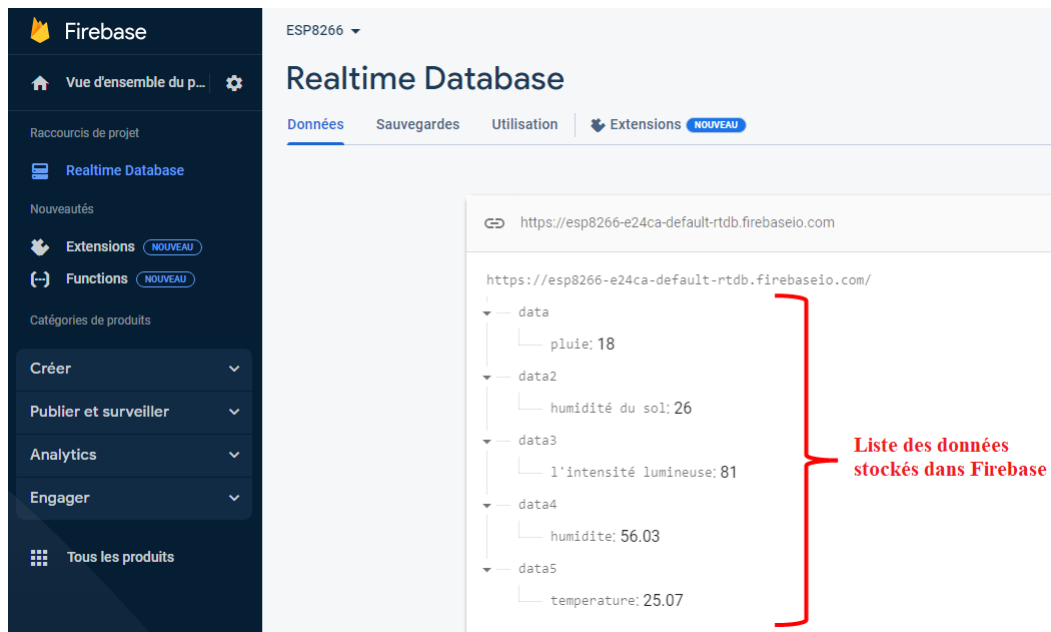 Firebase
Vue d'ensemble du p...
Raccourcis de projet
Realtime Database
Nouveautés
Extensions NOUVEAU
Functions NOUVEAU
Catégories de produits
Créer
Publier et surveiller
Analytics
Engager
Tous les produits
ESP8266
Realtime Database
Données Sauvegardes Utilisation Extensions NOUVEAU
https://esp8266-e24ca-default-rtdb.firebaseio.com
https://esp8266-e24ca-default-rtdb.firebaseio.com/
data
pluie: 18
data2
humidité du sol: 26
data3
l'intensité lumineuse: 81
data4
humidite: 56.03
data5
temperature: 25.07
Liste des données
stockés dans Firebase